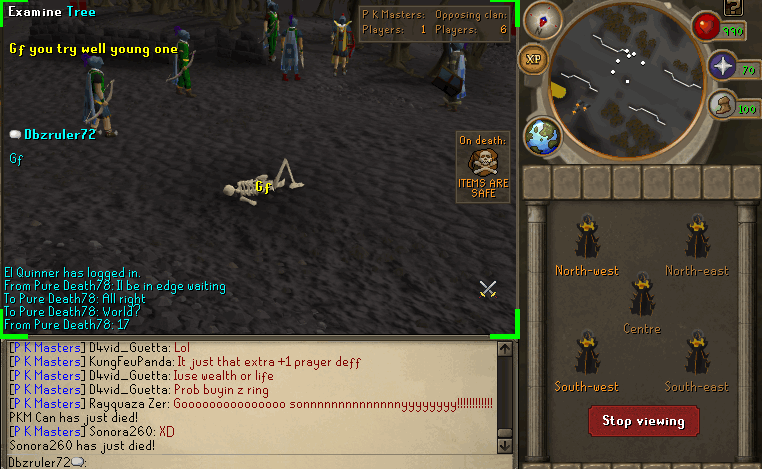 Examine Tree
P K Masters: Opposing clan:
Players: 1 Players: 6
Gf you try well young one
Dbzruler72
Gf
Gf
On death:
ITEMS ARE
SAFE
El Quinner has logged in.
From Pure Death78: Il be in edge waiting
To Pure Death78: All right
To Pure Death78: World?
From Pure Death78: 17
[P K Masters] D4vid_Guetta: Lol
[P K Masters] KungFeuPanda: It just that extra +1 prayer deff
[P K Masters] D4vid_Guetta: Iuse wealth or life
[P K Masters] D4vid_Guetta: Prob buyin z ring
[P K Masters] Rayquaza Zer: Gooooooooooooooo sonnnnnnnnnnnnnyyyyyyyy!!!!!!!!!!!!
PKM Can has just died!
[P K Masters] Sonora260: XD
Sonora260 has just died!
Dbzruler72:
?
990
XP
70
100
North-west
North-east
Centre
South-west
South-east
Stop viewing